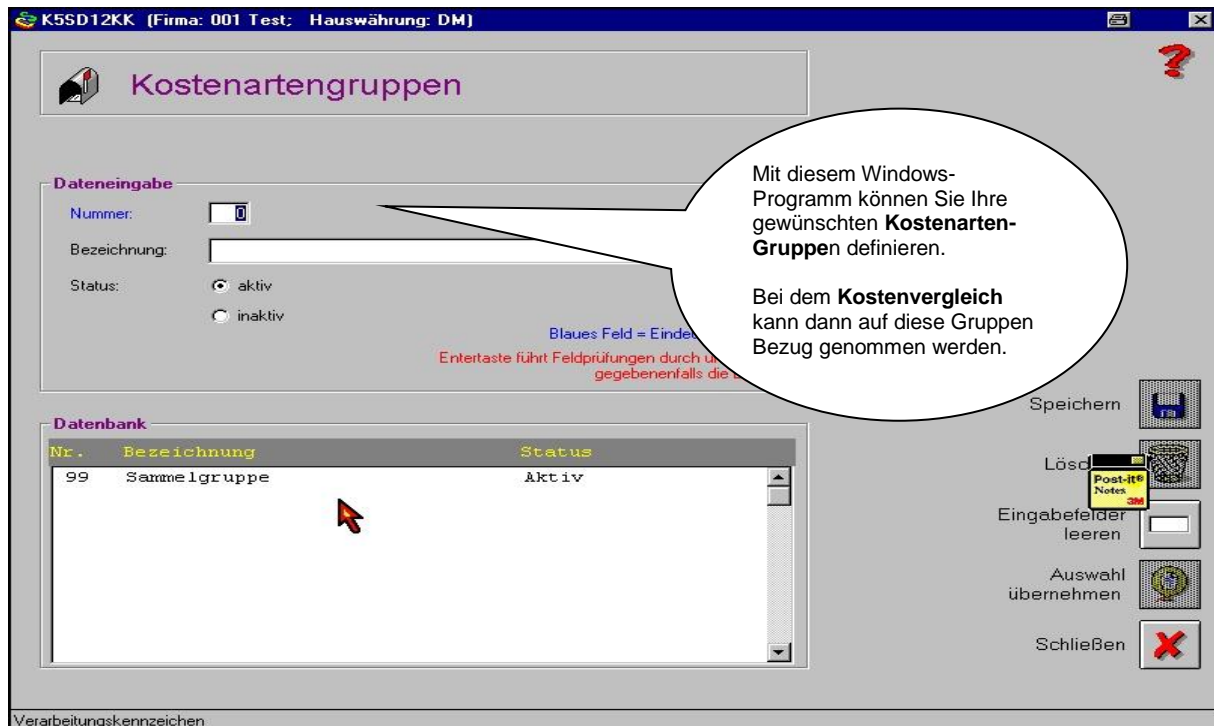 K5SD12KK (Firma: 001 Test; Hauswährung: DM)
Kostenartengruppen
Dateneingabe
Nummer: 0
Bezeichnung:
Status: aktiv
inaktiv
Blaues Feld =
Entertaste führt Feldprüfungen durch
gegebenenfalls die
Mit diesem Windows-
Programm können Sie Ihre
gewünschten Kostenarten-
Gruppen definieren.
Bei dem Kostenvergleich
kann dann auf diese Gruppen
Bezug genommen werden.
Datenbank
Nr. Bezeichnung Status
99 Sammelgruppe Aktiv
Speichern
Post-it®
Notes
3M
Eingabefelder
leeren
Auswahl
übernehmen
Schließen
Verarbeitungskennzeichen